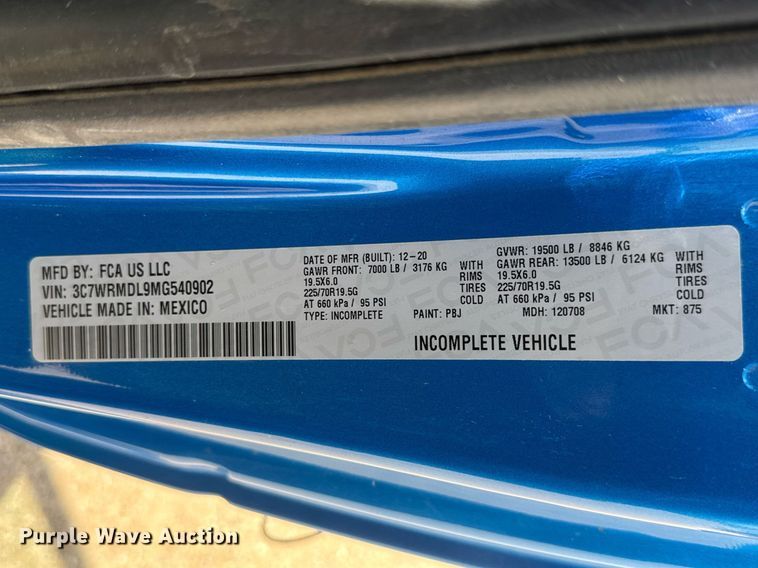 MFD BY: FCA US LLC
VIN: 3C7WRMDL9MG540902
VEHICLE MADE IN: MEXICO
DATE OF MFR (BUILT): 12-20
GAWR FRONT: 7000 LB / 3176 KG WITH
19.5X6.0 RIMS
225/70R19.5G TIRES
AT 660 kPa / 95 PSI COLD
TYPE: INCOMPLETE PAINT: PBJ
GVWR: 19500 LB / 8846 KG
GAWR REAR: 13500 LB / 6124 KG WITH
19.5X6.0 RIMS
225/70R19.5G TIRES
AT 660 kPa / 95 PSI COLD
MDH: 120708 MKT: 875
INCOMPLETE VEHICLE
FCA
Purple Wave Auction